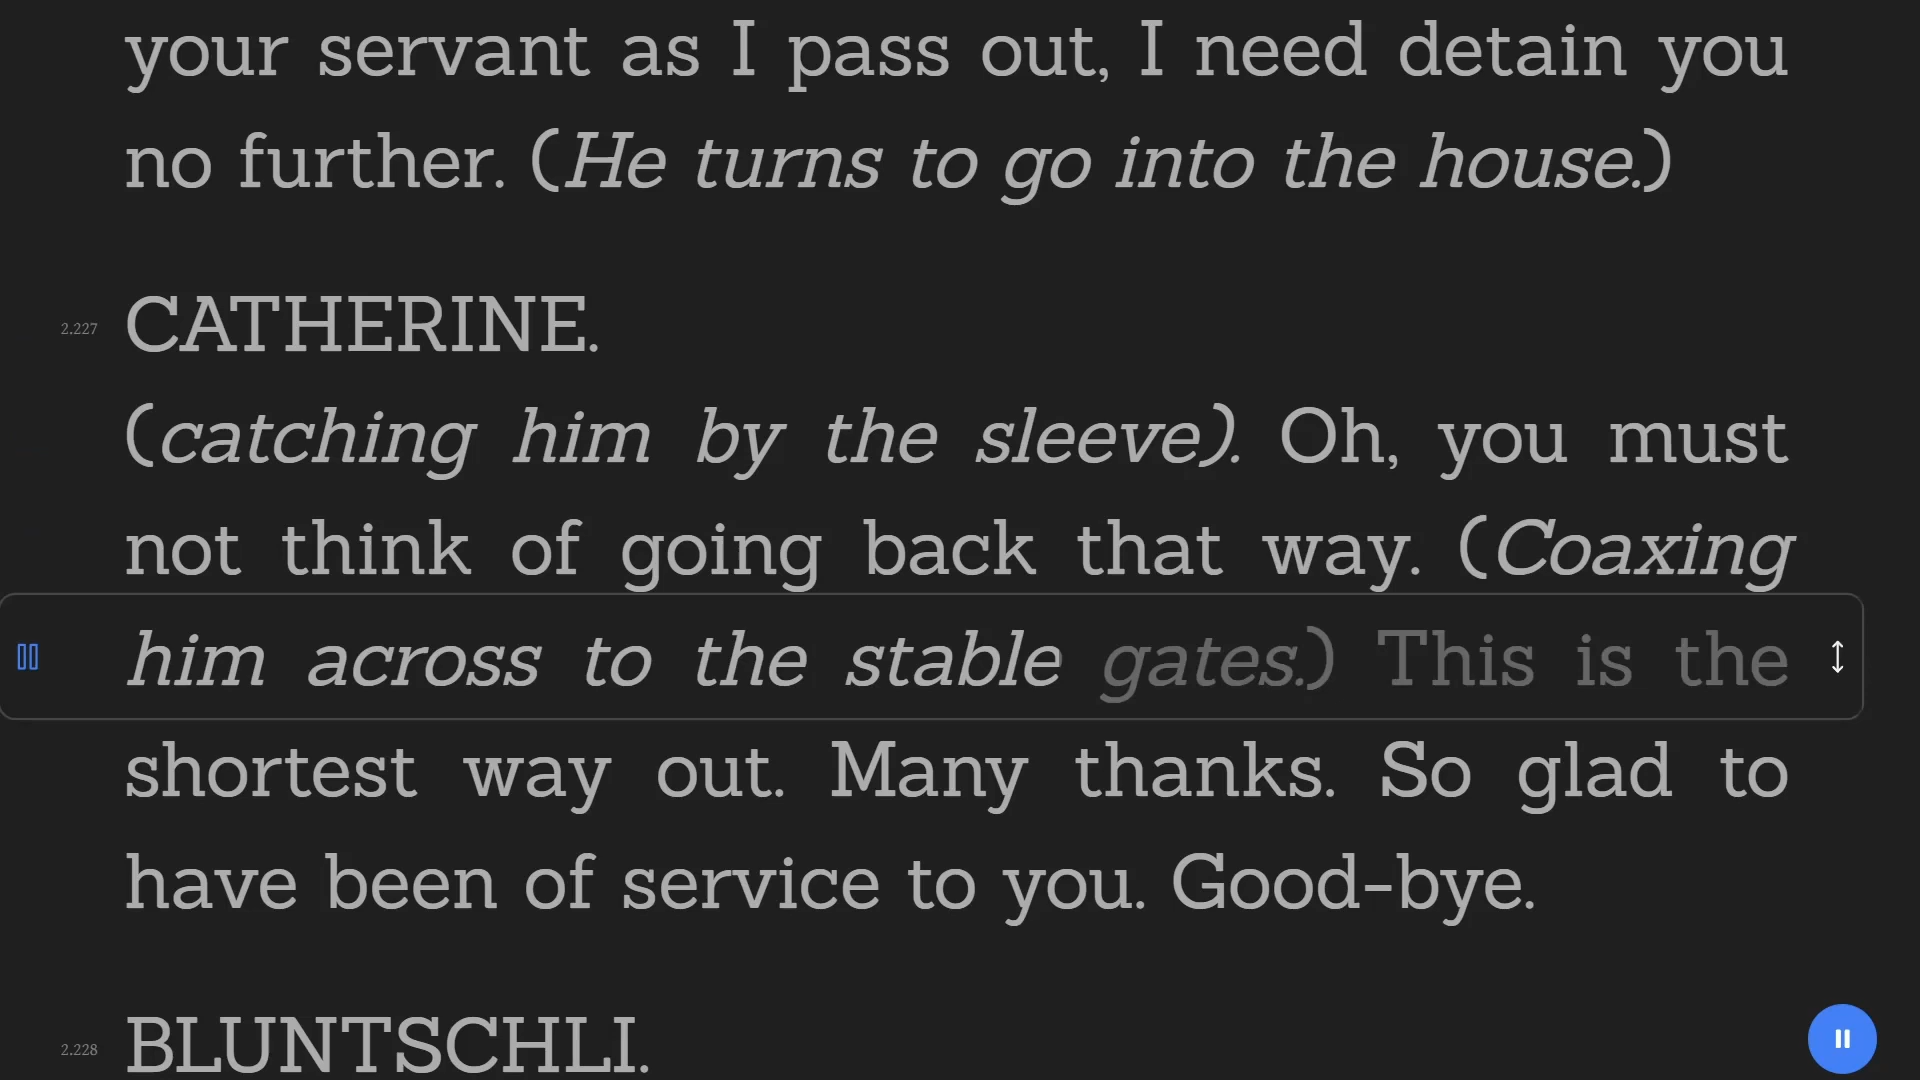 your servant as I pass out, I need detain you
no further. (He turns to go into the house.)
2.227
CATHERINE.
(catching him by the sleeve). Oh, you must
not think of going back that way. (Coaxing
him across to the stable gates.) This is the
shortest way out. Many thanks. So glad to
have been of service to you. Good-bye.
2.228
BLUNTSCHLI.